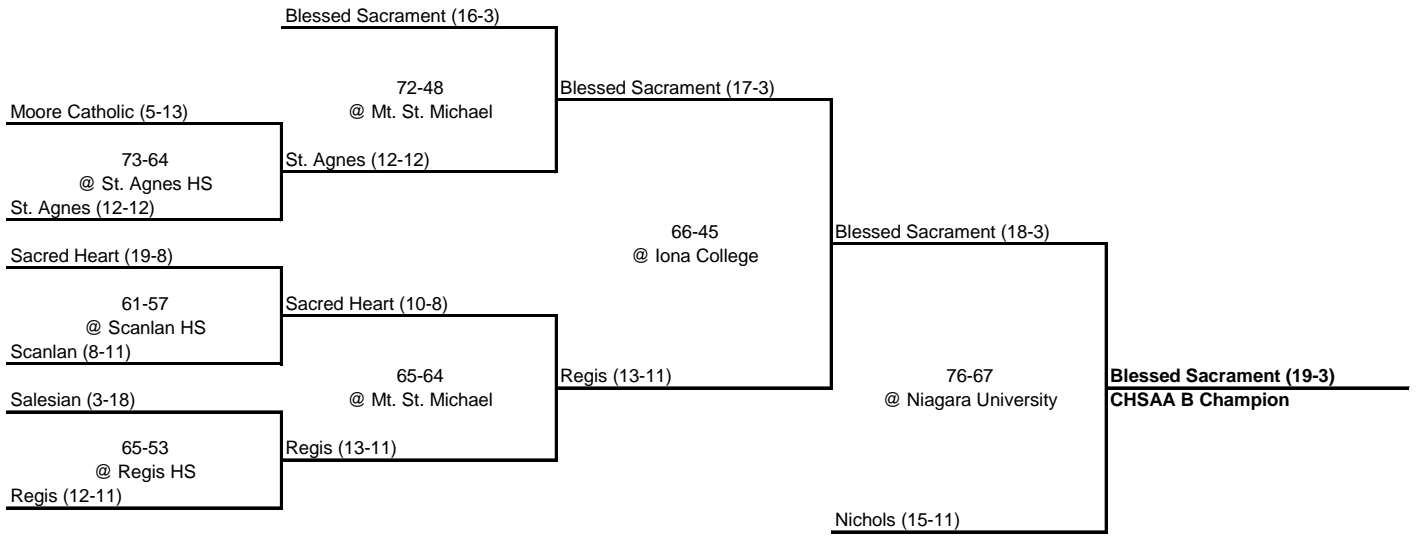 Blessed Sacrament (16-3)
72-48
@ Mt. St. Michael
Blessed Sacrament (17-3)
Moore Catholic (5-13)
73-64
@ St. Agnes HS
St. Agnes (12-12)
St. Agnes (12-12)
66-45
@ Iona College
Blessed Sacrament (18-3)
Sacred Heart (19-8)
61-57
@ Scanlan HS
Sacred Heart (10-8)
Scanlan (8-11)
65-64
@ Mt. St. Michael
Regis (13-11)
76-67
@ Niagara University
Blessed Sacrament (19-3)
CHSAA B Champion
Salesian (3-18)
65-53
@ Regis HS
Regis (13-11)
Regis (12-11)
Nichols (15-11)